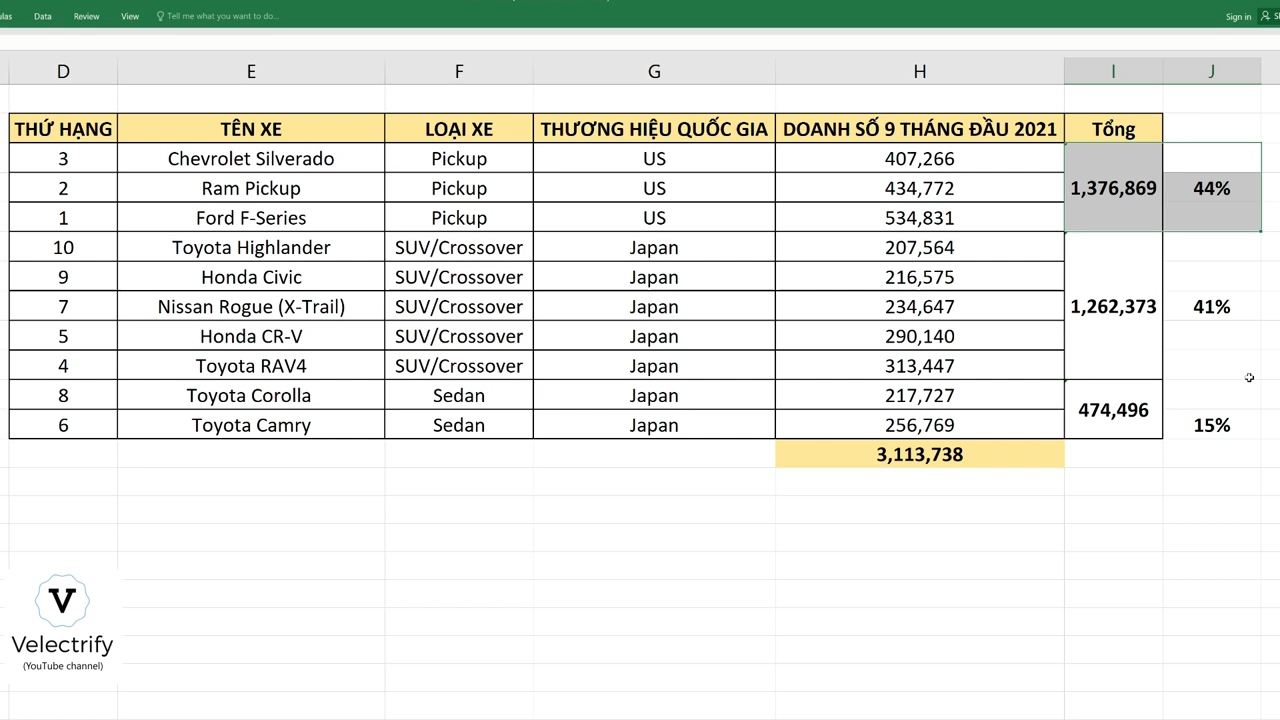 ulas Data Review View Tell me what you want to do... Sign in
D E F G H I J
THỨ HẠNG TÊN XE LOẠI XE THƯƠNG HIỆU QUỐC GIA DOANH SỐ 9 THÁNG ĐẦU 2021 Tổng
3 Chevrolet Silverado Pickup US 407,266
2 Ram Pickup Pickup US 434,772 1,376,869 44%
1 Ford F-Series Pickup US 534,831
10 Toyota Highlander SUV/Crossover Japan 207,564
9 Honda Civic SUV/Crossover Japan 216,575
7 Nissan Rogue (X-Trail) SUV/Crossover Japan 234,647 1,262,373 41%
5 Honda CR-V SUV/Crossover Japan 290,140
4 Toyota RAV4 SUV/Crossover Japan 313,447
8 Toyota Corolla Sedan Japan 217,727
474,496
6 Toyota Camry Sedan Japan 256,769 15%
3,113,738
V
Velectrify
(YouTube channel)